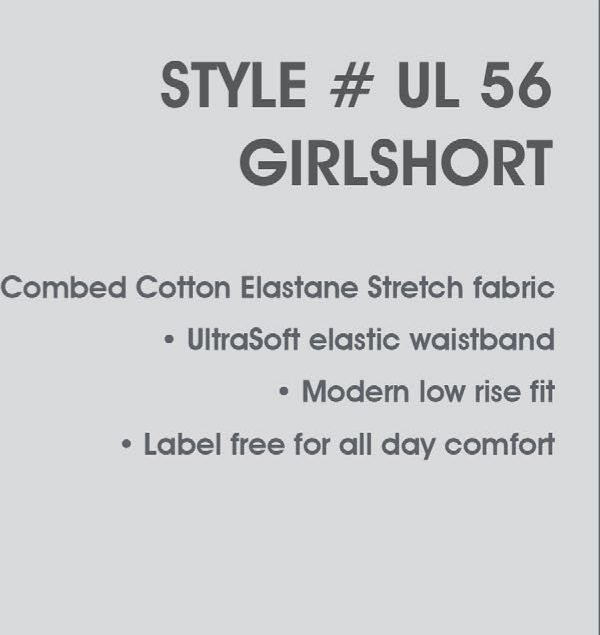 STYLE # UL 56
GIRLSHORT
Combed Cotton Elastane Stretch fabric
• UltraSoft elastic waistband
• Modern low rise fit
• Label free for all day comfort